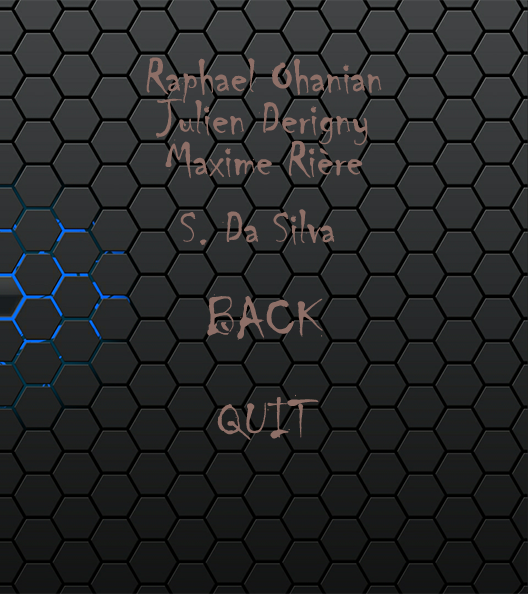 Raphael Ohanian
Julien Derigny
Maxime Rière
S. Da Silva
BACK
QUIT